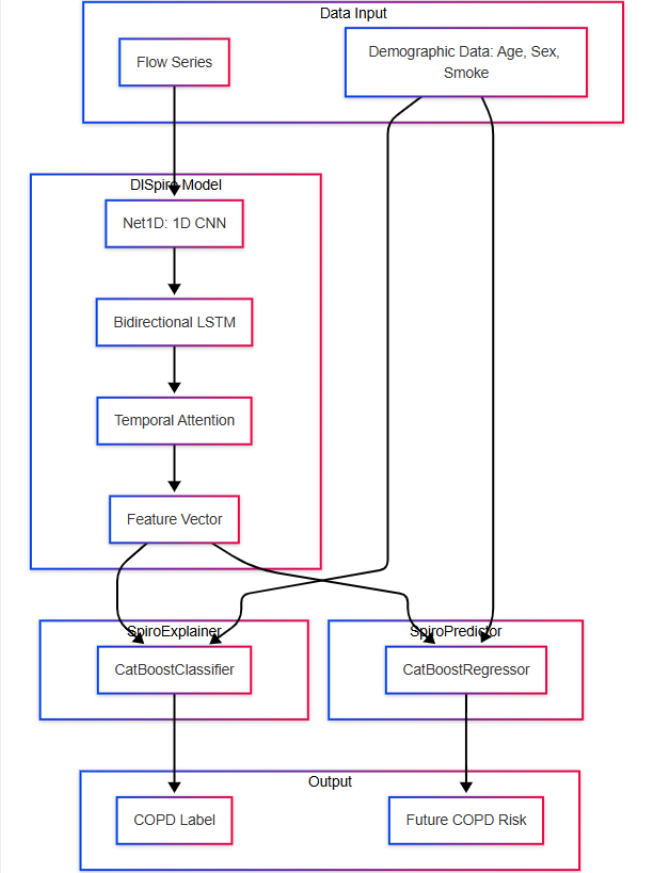 Data Input
Flow Series
Demographic Data: Age, Sex,
Smoke
DlSpiro Model
Net1D: 1D CNN
Bidirectional LSTM
Temporal Attention
Feature Vector
SpiroExplainer
SpiroPredictor
CatBoostClassifier
CatBoostRegressor
Output
COPD Label
Future COPD Risk